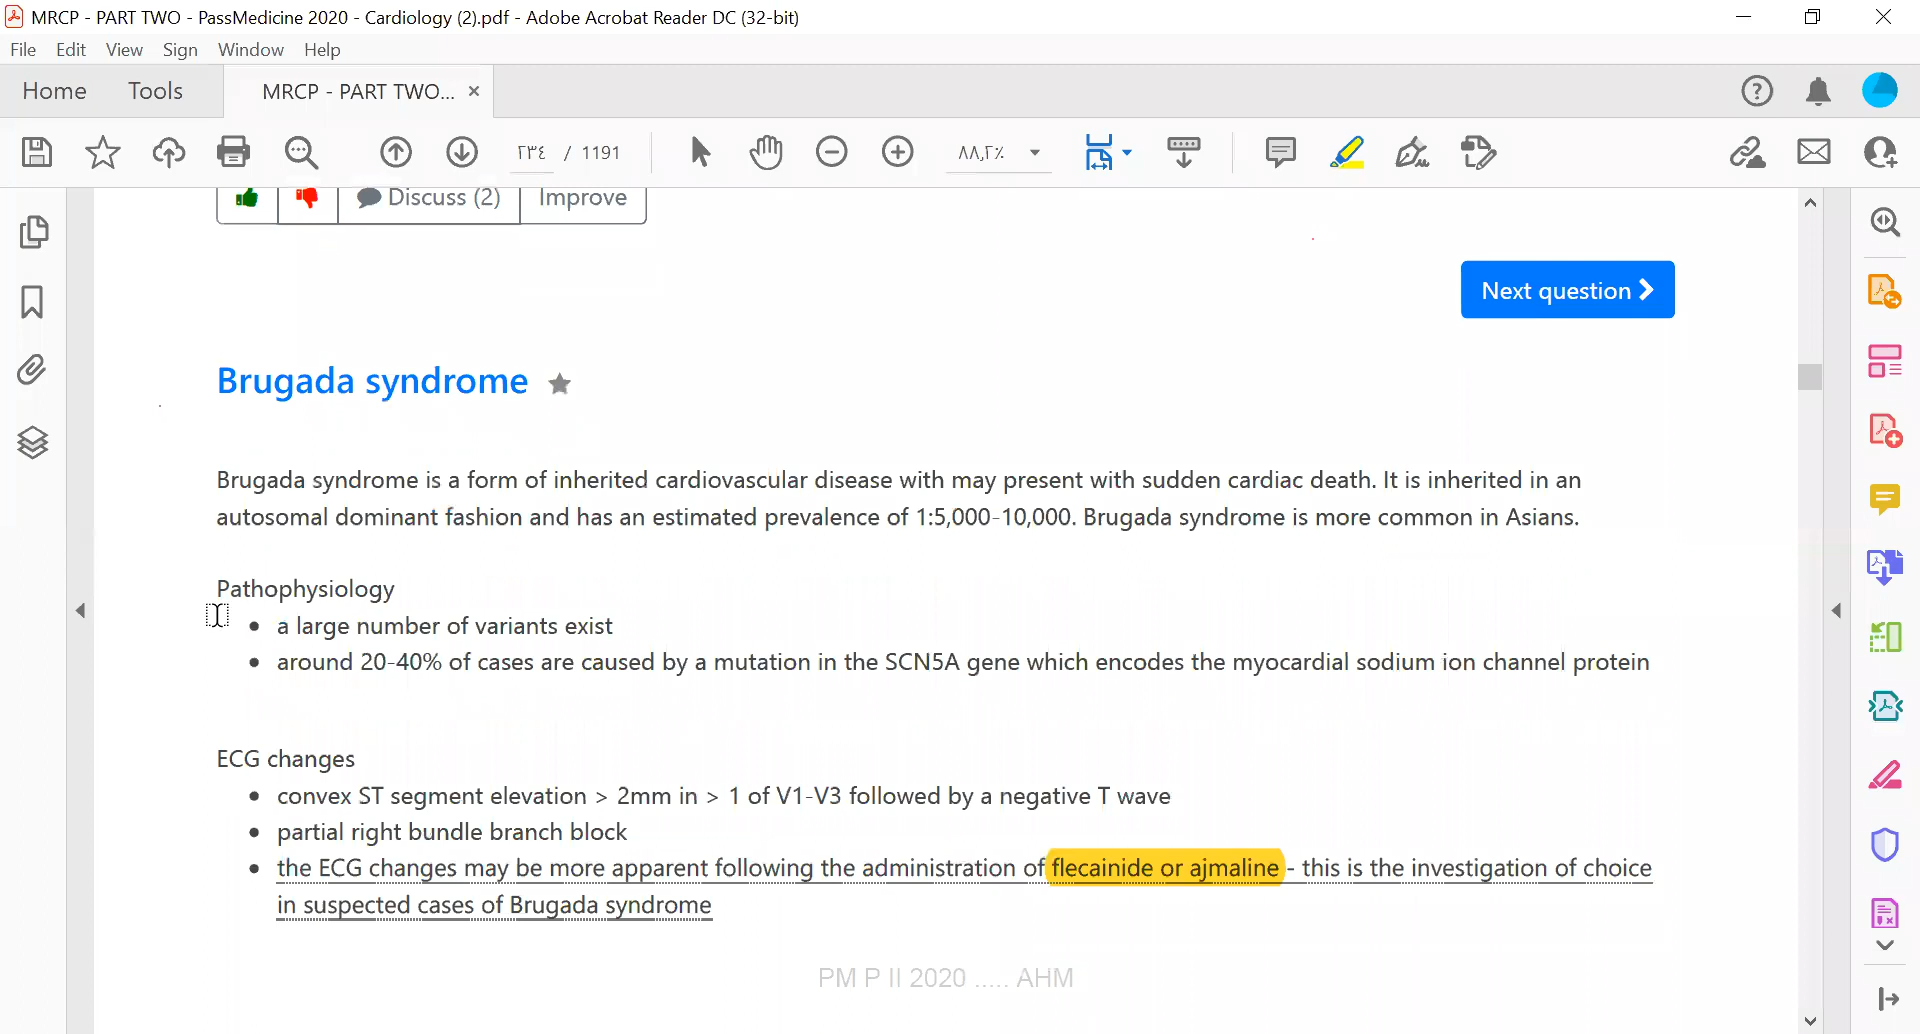 MRCP - PART TWO - PassMedicine 2020 - Cardiology (2).pdf - Adobe Acrobat Reader DC (32-bit)
File Edit View Sign Window Help
Home Tools MRCP - PART TWO... ×
٢٣٤ / 1191 ٨٨,٢٪
Discuss (2) Improve
Next question
Brugada syndrome
Brugada syndrome is a form of inherited cardiovascular disease with may present with sudden cardiac death. It is inherited in an
autosomal dominant fashion and has an estimated prevalence of 1:5,000-10,000. Brugada syndrome is more common in Asians.
Pathophysiology
• a large number of variants exist
• around 20-40% of cases are caused by a mutation in the SCN5A gene which encodes the myocardial sodium ion channel protein
ECG changes
• convex ST segment elevation > 2mm in > 1 of V1-V3 followed by a negative T wave
• partial right bundle branch block
• the ECG changes may be more apparent following the administration of flecainide or ajmaline - this is the investigation of choice
in suspected cases of Brugada syndrome
PM P II 2020 ..... AHM